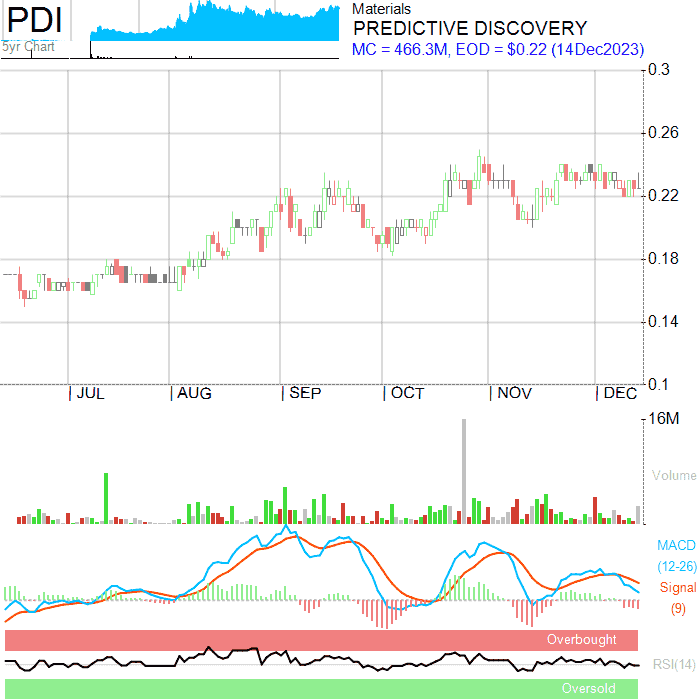 PDI
5yr Chart
Materials
PREDICTIVE DISCOVERY
MC = 466.3M, EOD = $0.22 (14Dec2023)
0.3
0.26
0.22
0.18
0.14
0.1
JUL AUG SEP OCT NOV DEC
16M
Volume
MACD
(12-26)
Signal
(9)
Overbought
RSI(14)
Oversold